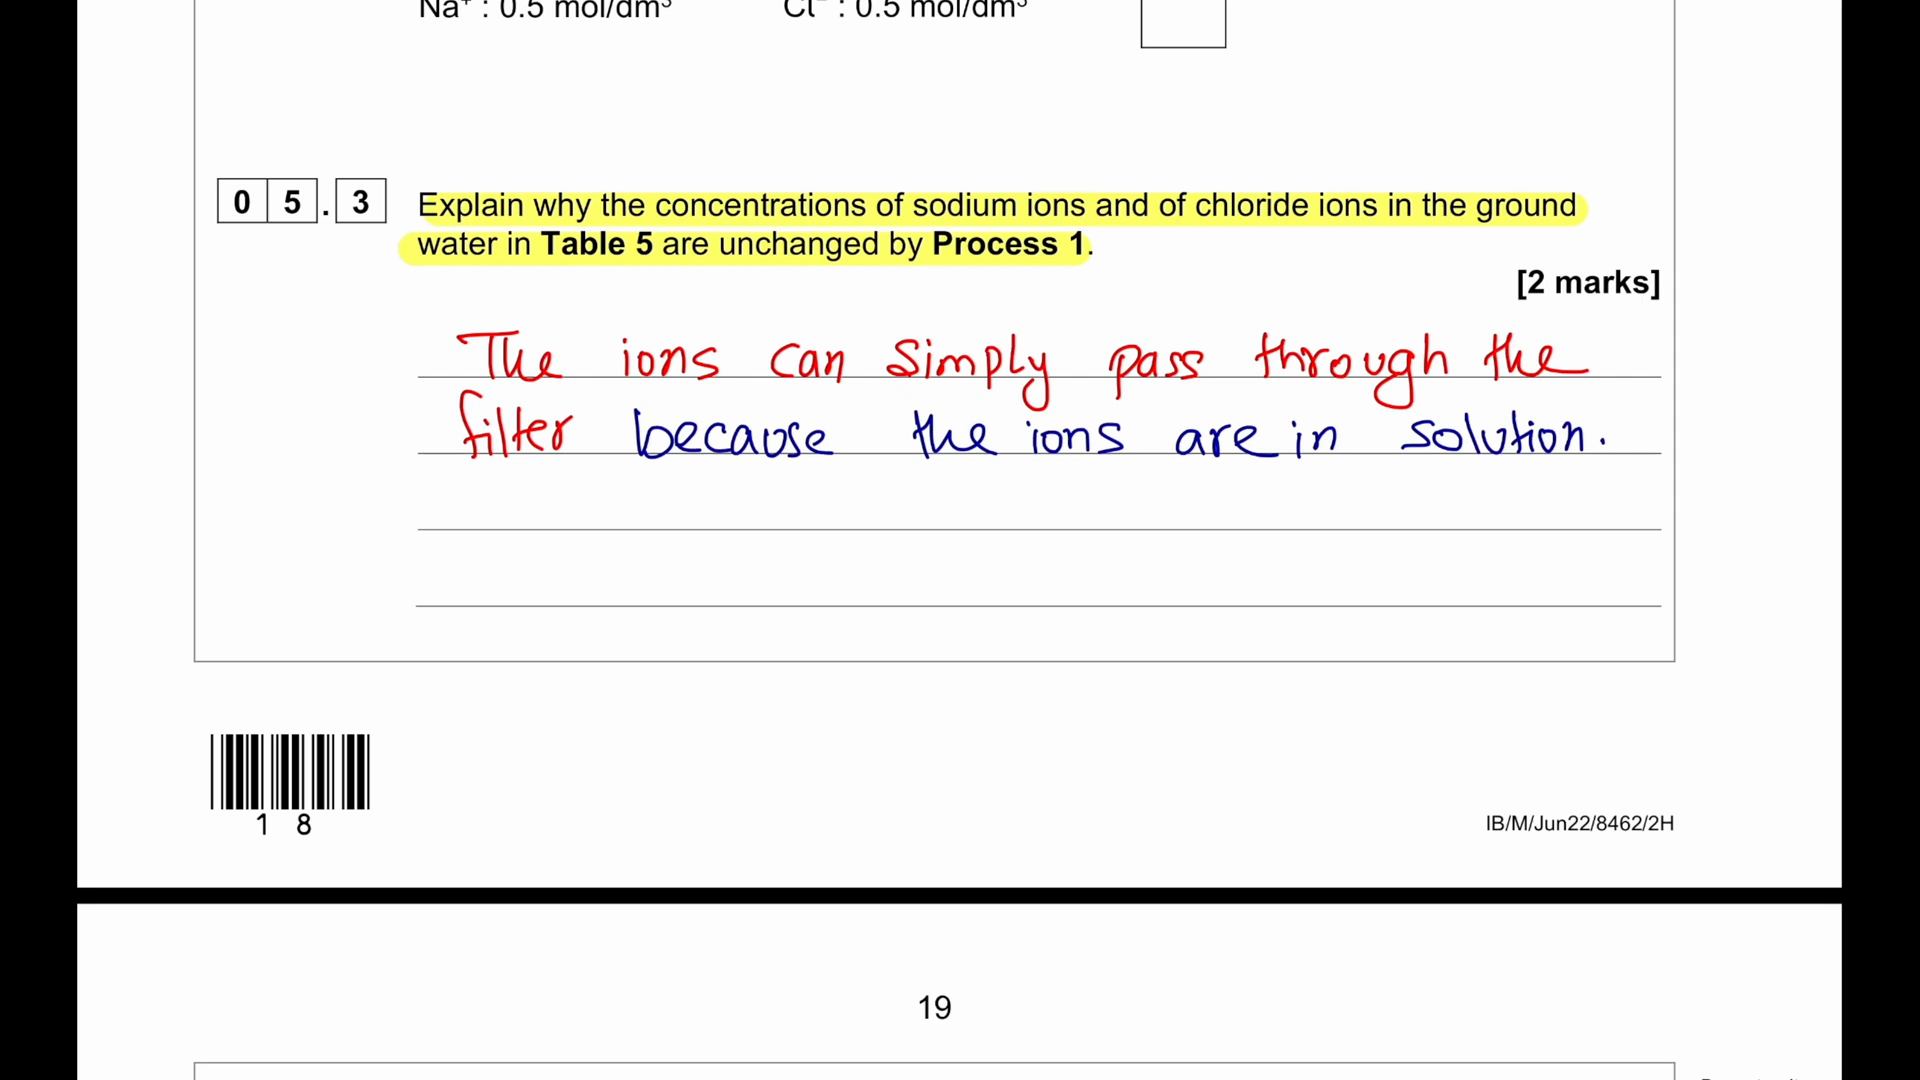 Na⁺ : 0.5 mol/dm³ Cl⁻ : 0.5 mol/dm³
0 5 . 3 Explain why the concentrations of sodium ions and of chloride ions in the ground
water in Table 5 are unchanged by Process 1.
[2 marks]
The ions can simply pass through the
filter because the ions are in solution.
1 8
IB/M/Jun22/8462/2H
19